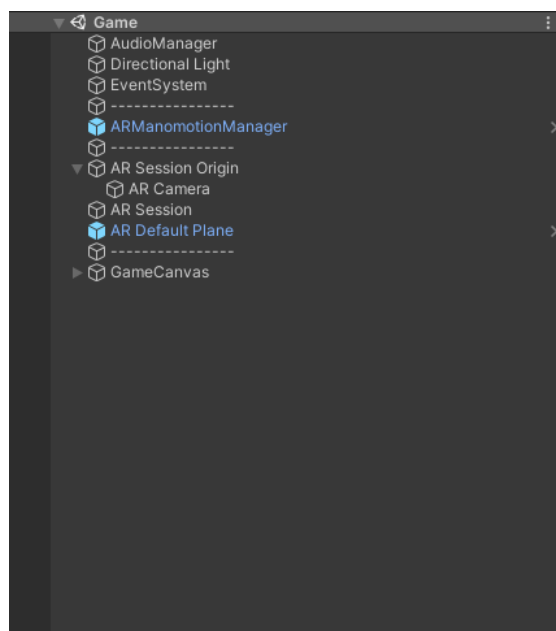 Game
AudioManager
Directional Light
EventSystem
----------------
ARManomotionManager
----------------
AR Session Origin
AR Camera
AR Session
AR Default Plane
----------------
GameCanvas